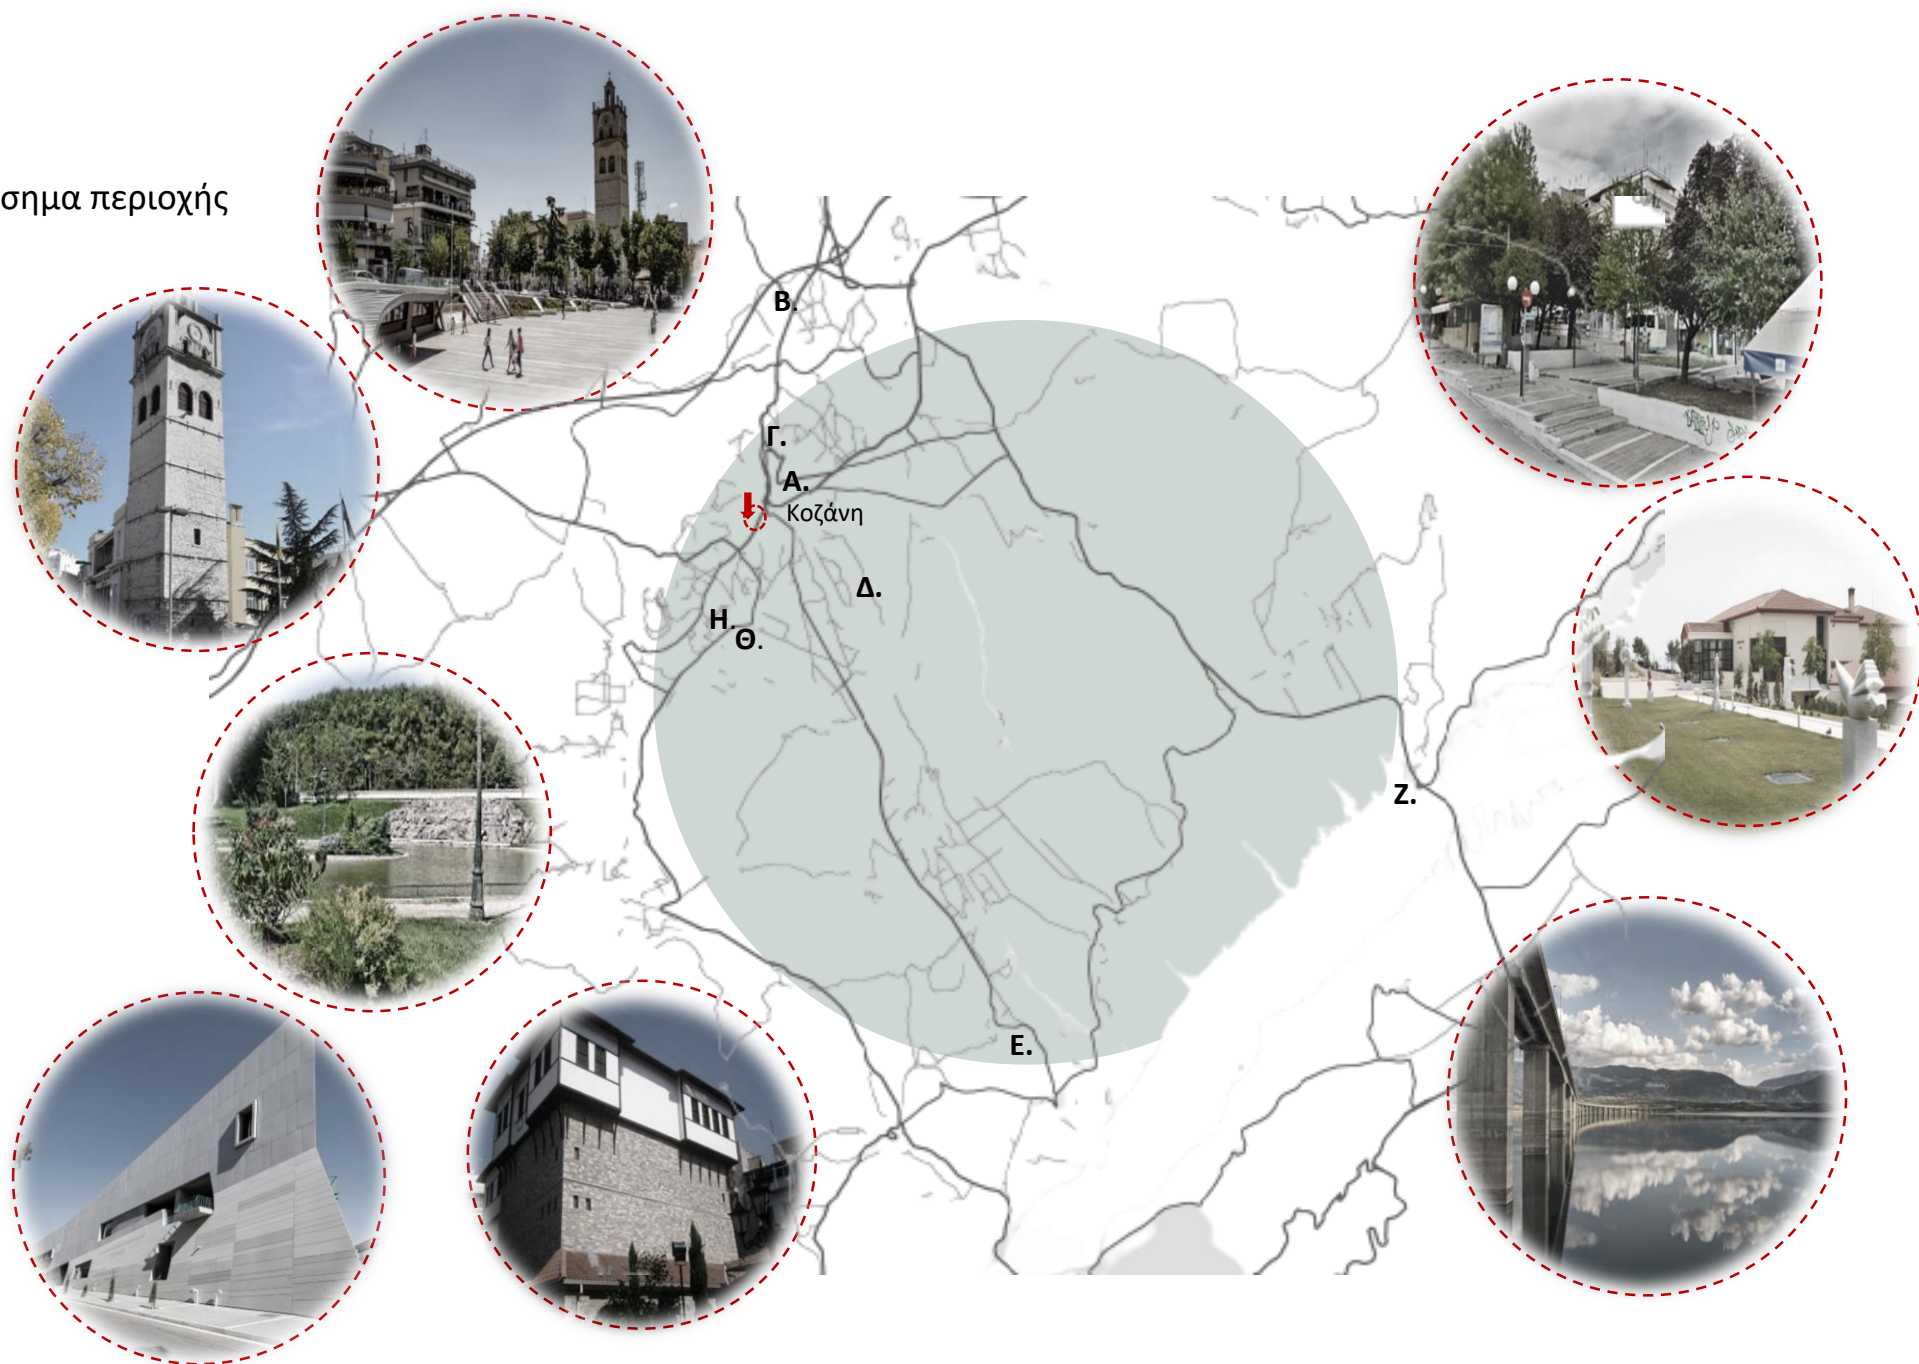 σημα περιοχής
Β.
Γ.
Α.
Κοζάνη
Δ.
Η.
Θ.
Ζ.
Ε.